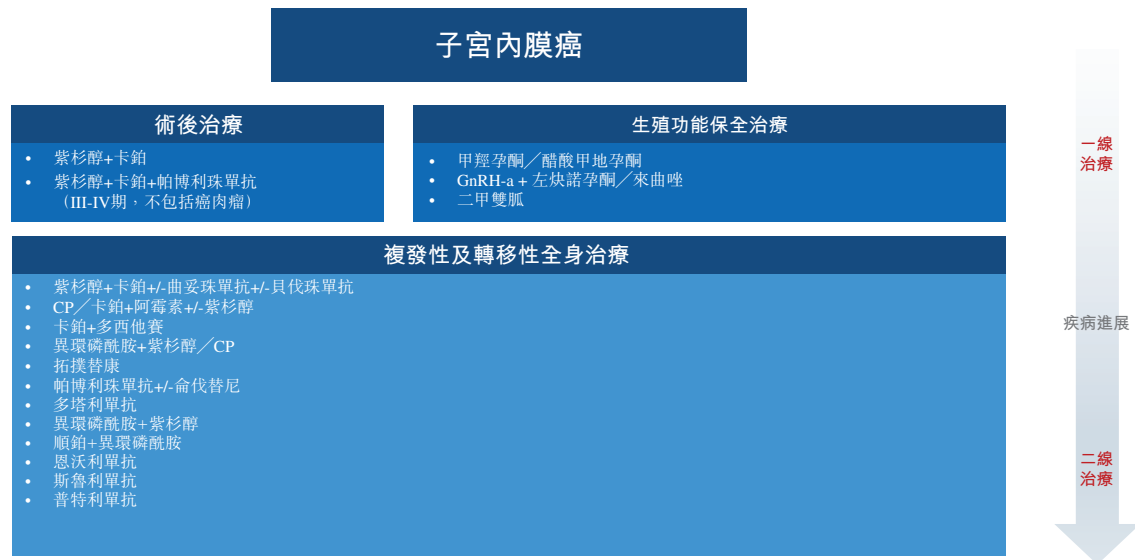 子宮內膜癌
術後治療
• 紫杉醇+卡鉑
• 紫杉醇+卡鉑+帕博利珠單抗
（III-IV期，不包括癌肉瘤）
生殖功能保全治療
• 甲羥孕酮／醋酸甲地孕酮
• GnRH-a + 左炔諾孕酮／來曲唑
• 二甲雙胍
一線
治療
複發性及轉移性全身治療
• 紫杉醇+卡鉑+/-曲妥珠單抗+/-貝伐珠單抗
• CP／卡鉑+阿霉素+/-紫杉醇
• 卡鉑+多西他賽
• 異環磷酰胺+紫杉醇／CP
• 拓撲替康
• 帕博利珠單抗+/-侖伐替尼
• 多塔利單抗
• 異環磷酰胺+紫杉醇
• 順鉑+異環磷酰胺
• 恩沃利單抗
• 斯魯利單抗
• 普特利單抗
疾病進展
二線
治療